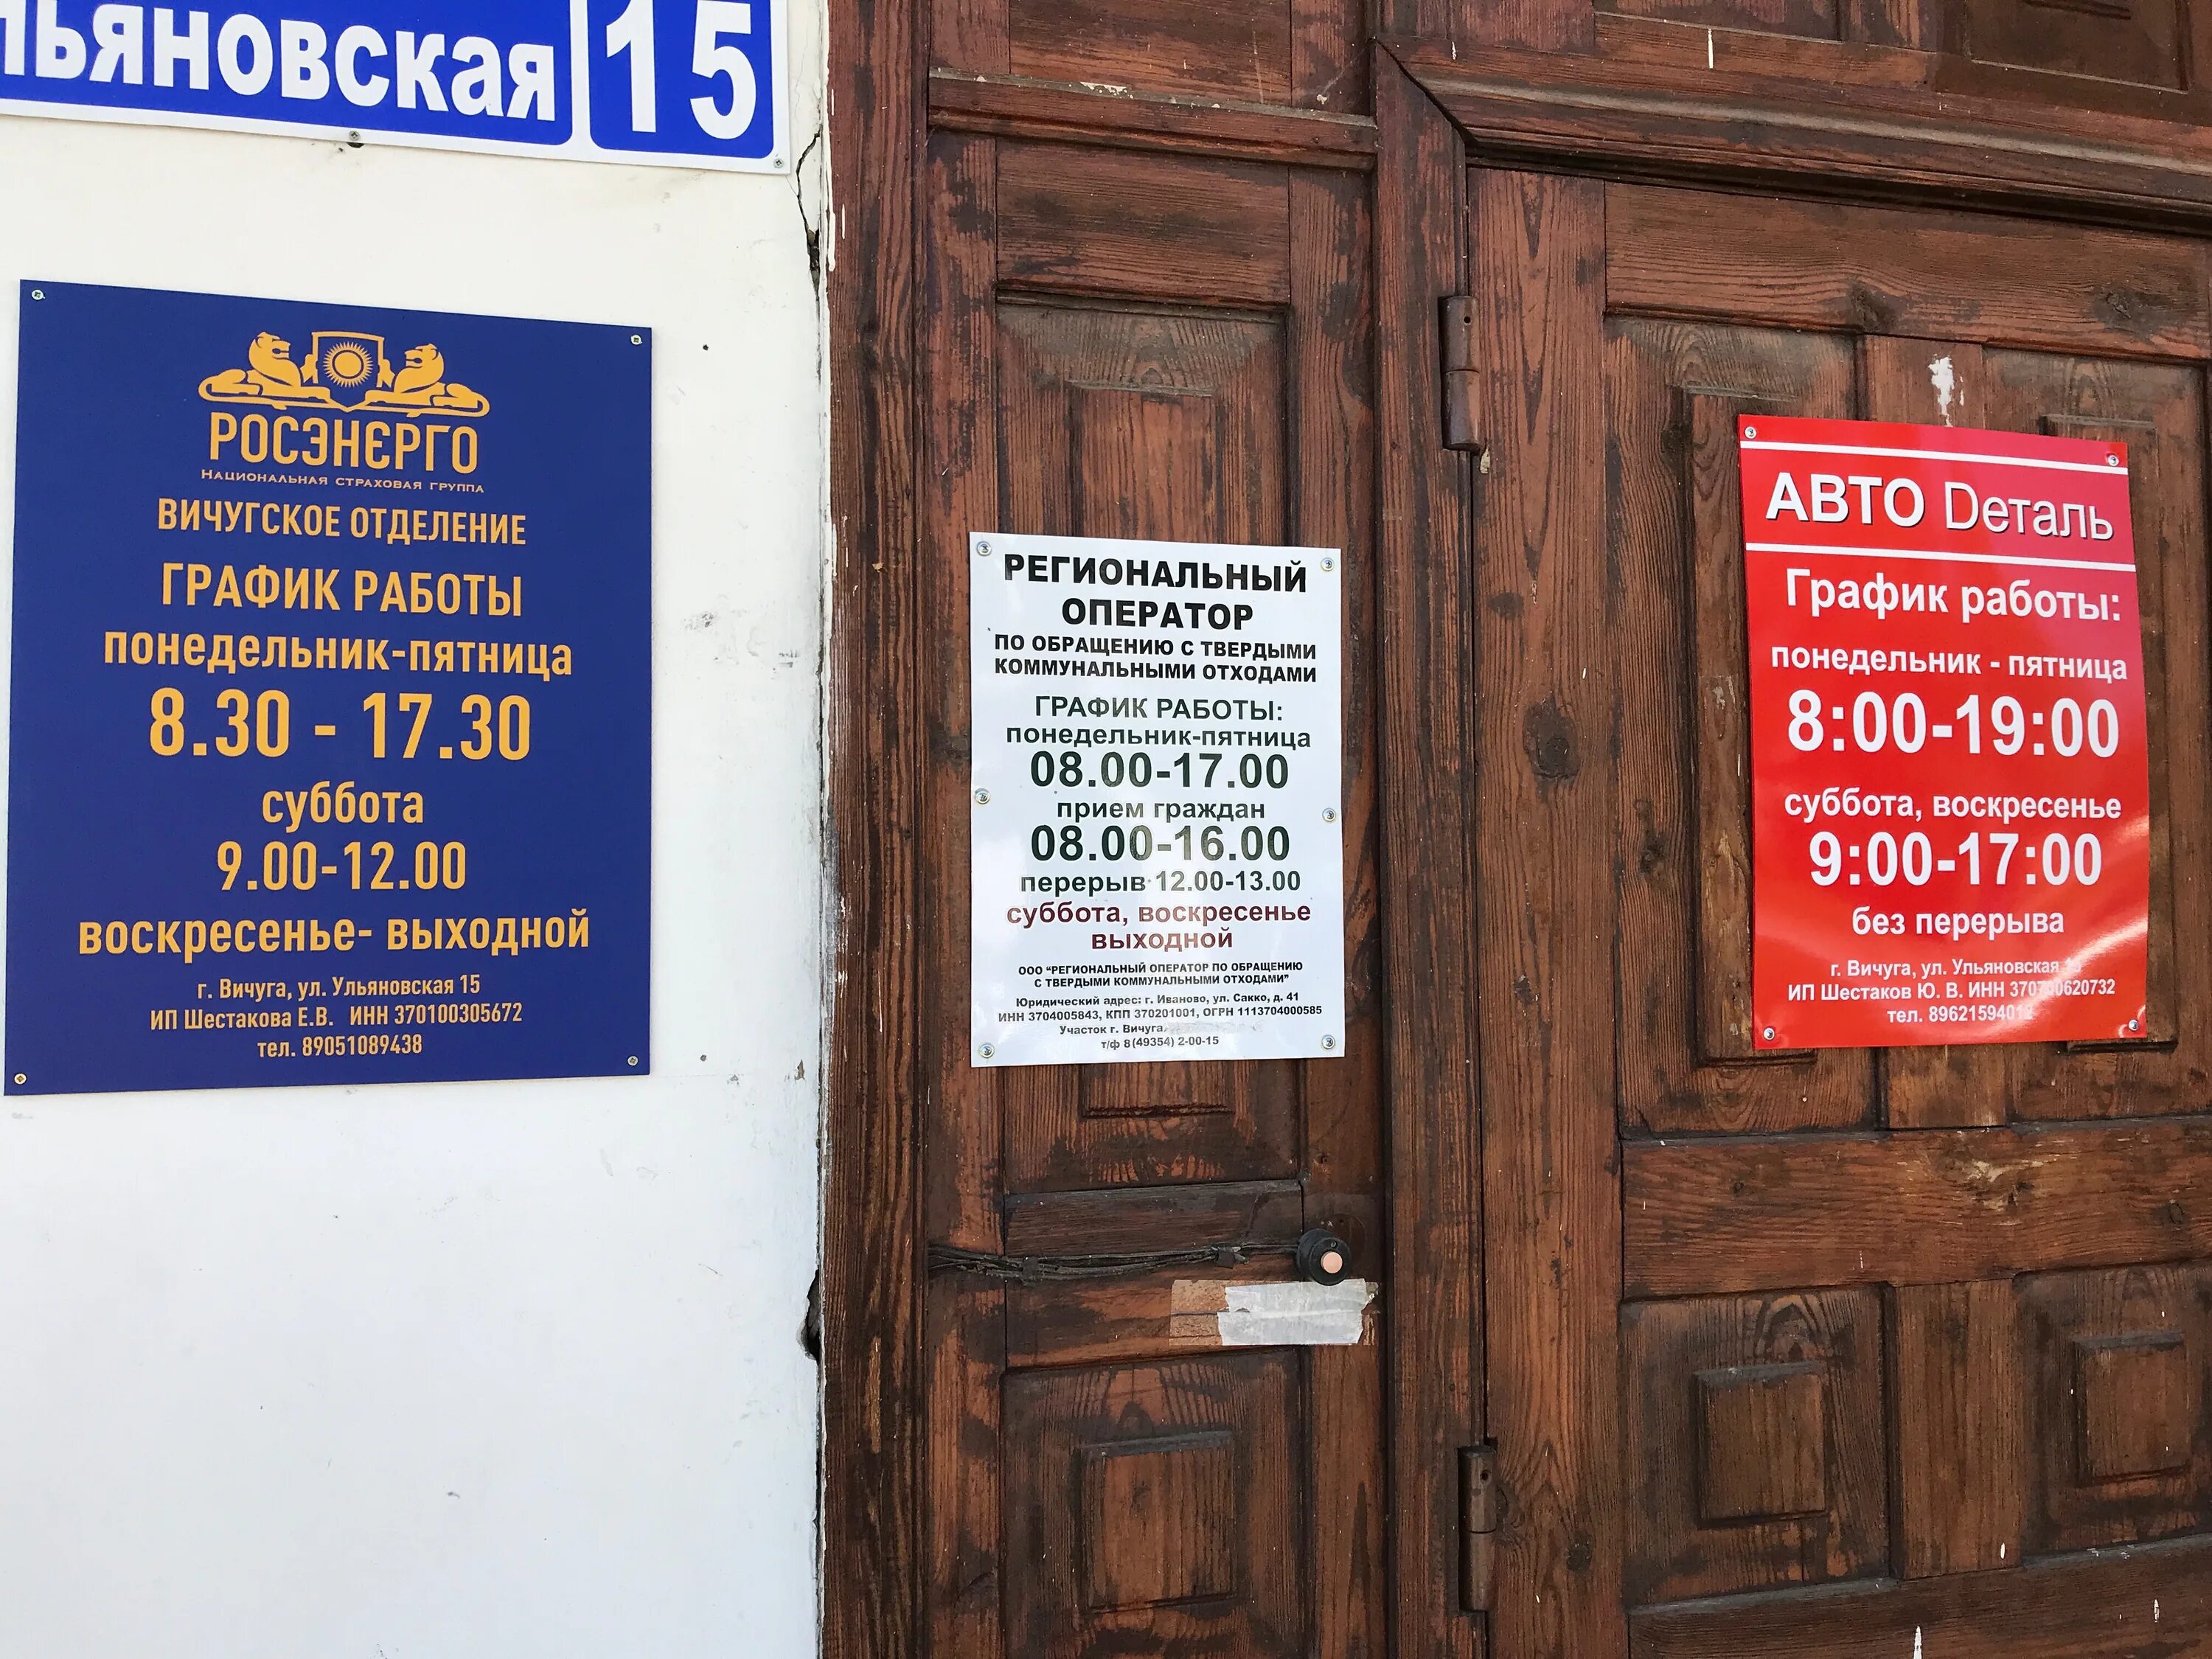 льяновская 15
РОСЭНЕРГО
НАЦИОНАЛЬНАЯ СТРАХОВАЯ ГРУППА
ВИЧУГСКОЕ ОТДЕЛЕНИЕ
ГРАФИК РАБОТЫ
понедельник-пятница
8.30 - 17.30
суббота
9.00-12.00
воскресенье- выходной
г. Вичуга, ул. Ульяновская 15
ИП Шестакова Е.В. ИНН 370100305672
тел. 89051089438
РЕГИОНАЛЬНЫЙ
ОПЕРАТОР
ПО ОБРАЩЕНИЮ С ТВЕРДЫМИ
КОММУНАЛЬНЫМИ ОТХОДАМИ
ГРАФИК РАБОТЫ:
понедельник-пятница
08.00-17.00
прием граждан
08.00-16.00
перерыв 12.00-13.00
суббота, воскресенье
выходной
ООО "РЕГИОНАЛЬНЫЙ ОПЕРАТОР ПО ОБРАЩЕНИЮ
С ТВЕРДЫМИ КОММУНАЛЬНЫМИ ОТХОДАМИ"
Юридический адрес: г. Иваново, ул. Сакко, д. 41
ИНН 3704005843, КПП 370201001, ОГРН 1113704000585
Участок г. Вичуга
т/ф 8(49354) 2-00-15
АВТО Dеталь
График работы:
понедельник - пятница
8:00-19:00
суббота, воскресенье
9:00-17:00
без перерыва
г. Вичуга, ул. Ульяновская
ИП Шестаков Ю. В. ИНН
тел.